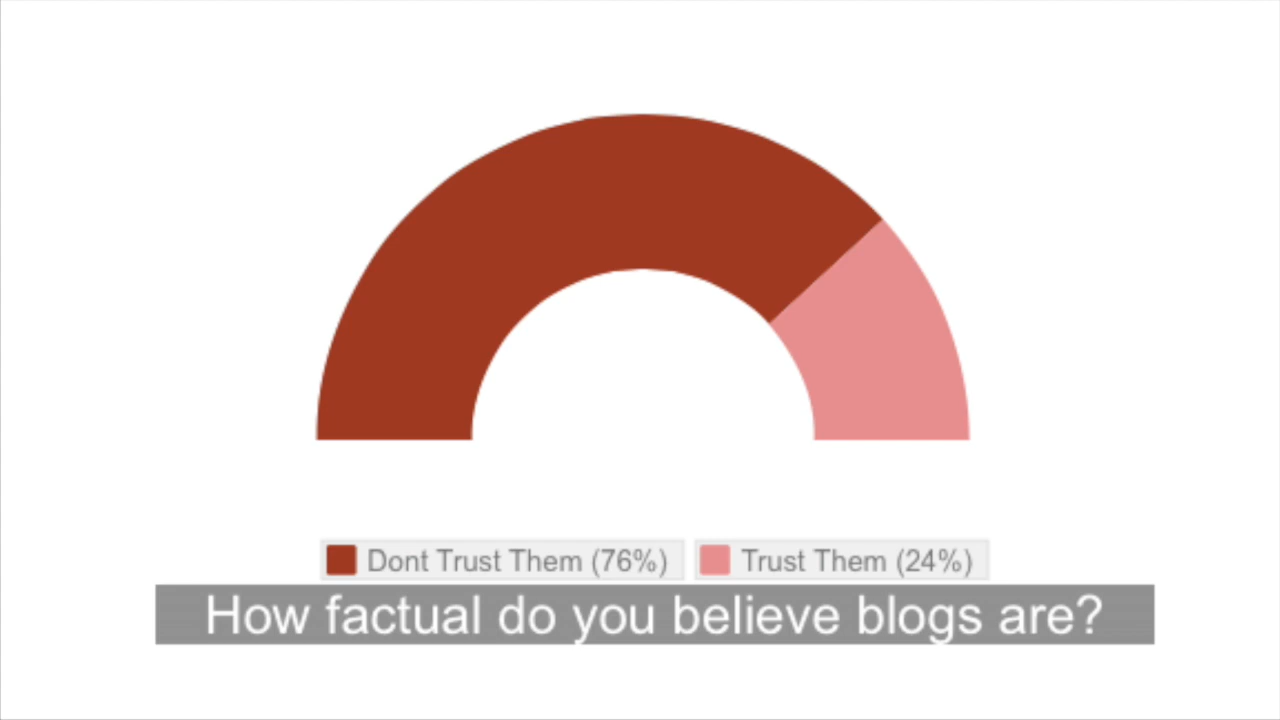 Dont Trust Them (76%) Trust Them (24%)
How factual do you believe blogs are?